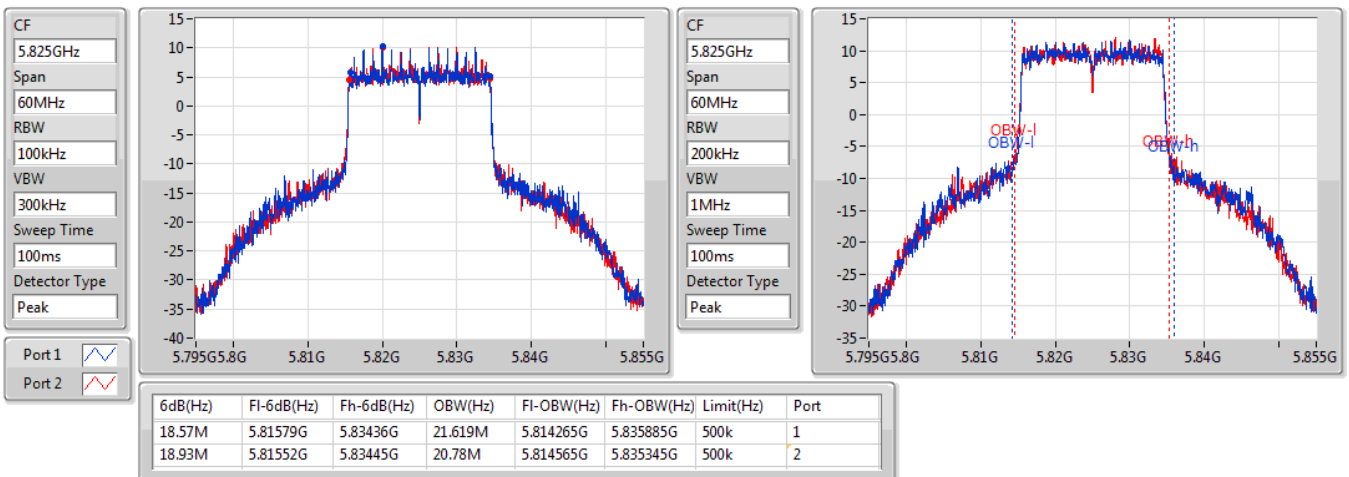 CF
5.825GHz
Span
60MHz
RBW
100kHz
VBW
300kHz
Sweep Time
100ms
Detector Type
Peak
Port 1
Port 2
15
10
5
0
-5
-10
-15
-20
-25
-30
-35
-40
5.795G 5.8G 5.81G 5.82G 5.83G 5.84G 5.855G
CF
5.825GHz
Span
60MHz
RBW
200kHz
VBW
1MHz
Sweep Time
100ms
Detector Type
Peak
15
10
5
0
-5
-10
-15
-20
-25
-30
-35
OBW-l
OBW-l
OBW-h
OBW-h
5.795G 5.8G 5.81G 5.82G 5.83G 5.84G 5.855G
6dB(Hz) Fl-6dB(Hz) Fh-6dB(Hz) OBW(Hz) Fl-OBW(Hz) Fh-OBW(Hz) Limit(Hz) Port
18.57M 5.81579G 5.83436G 21.619M 5.814265G 5.835885G 500k 1
18.93M 5.81552G 5.83445G 20.78M 5.814565G 5.835345G 500k 2